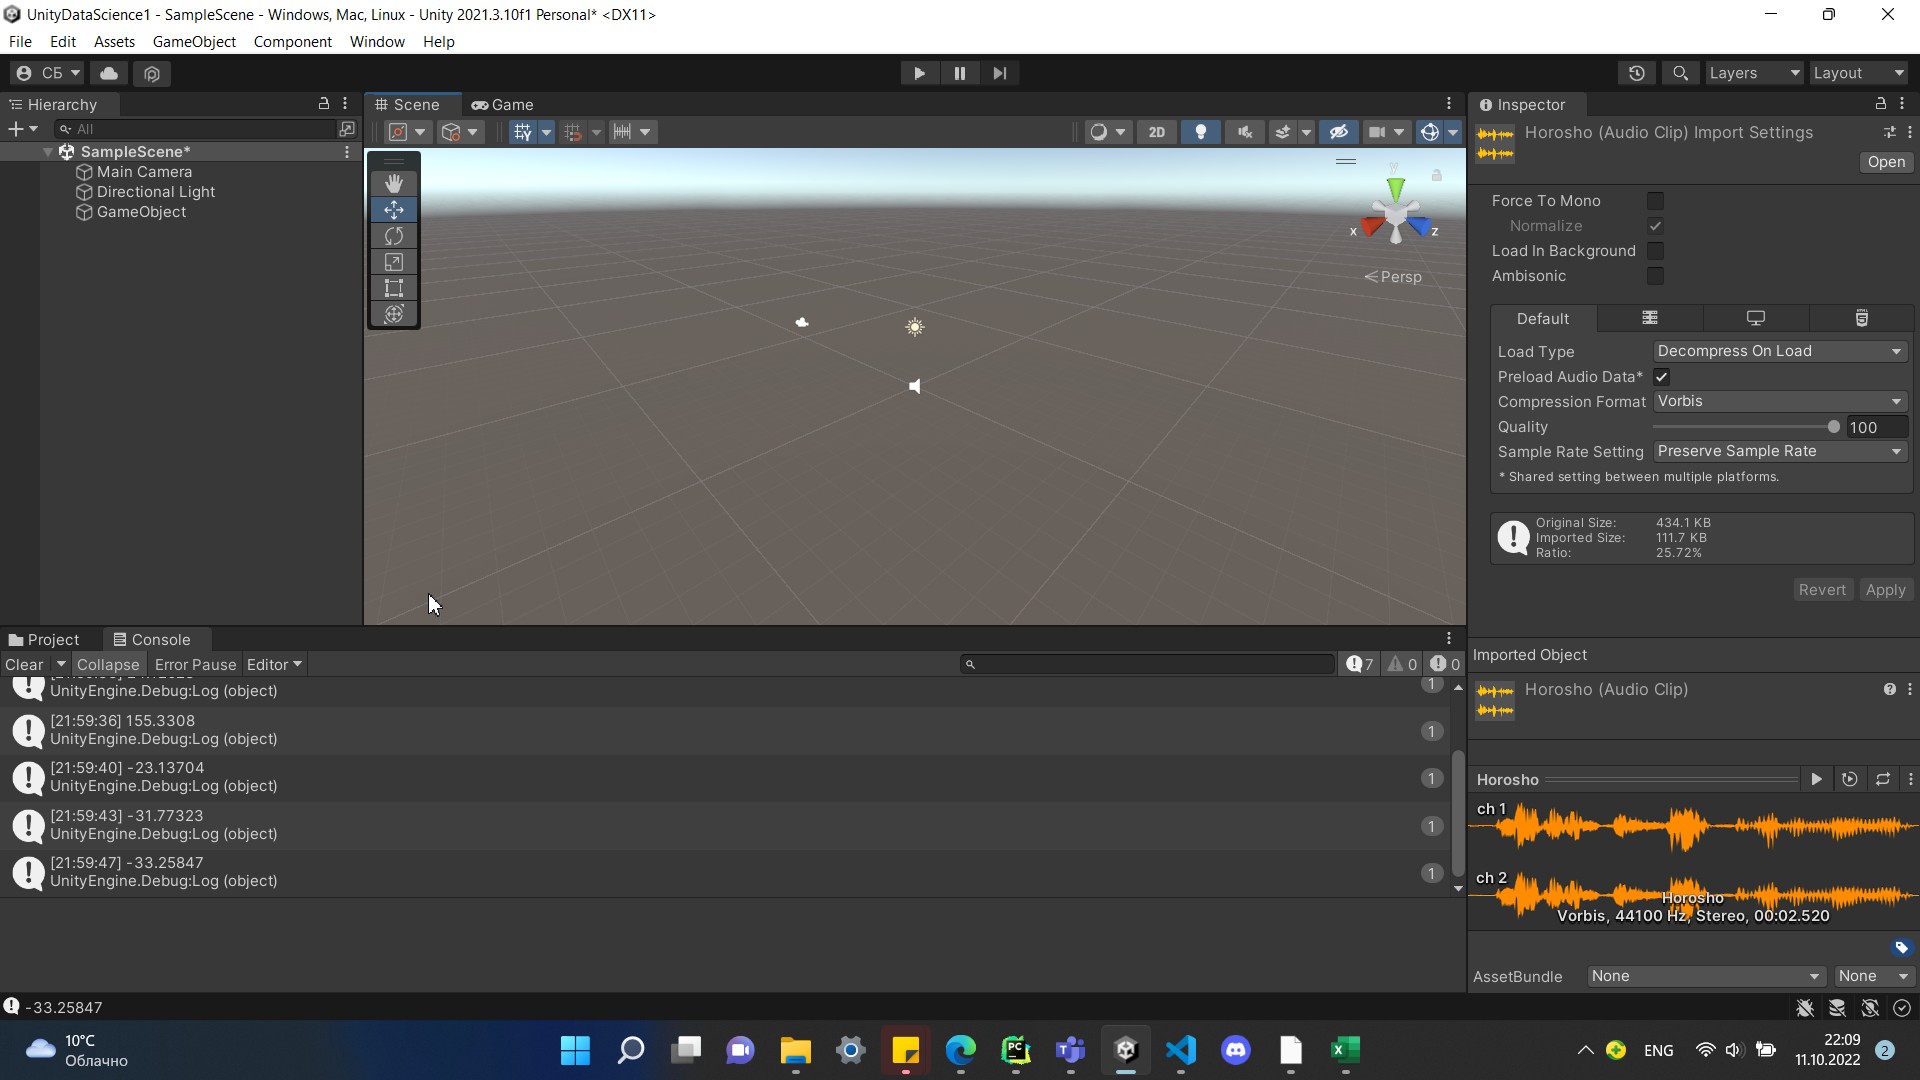 UnityDataScience1 - SampleScene - Windows, Mac, Linux - Unity 2021.3.10f1 Personal* <DX11>
File Edit Assets GameObject Component Window Help
СБ
Layers Layout
Hierarchy
All
SampleScene*
Main Camera
Directional Light
GameObject
Scene Game
2D
y
x z
Persp
Inspector
Horosho (Audio Clip) Import Settings
Open
Force To Mono
Normalize
Load In Background
Ambisonic
Default
Load Type Decompress On Load
Preload Audio Data*
Compression Format Vorbis
Quality 100
Sample Rate Setting Preserve Sample Rate
* Shared setting between multiple platforms.
Original Size: 434.1 KB
Imported Size: 111.7 KB
Ratio: 25.72%
Revert Apply
Imported Object
Horosho (Audio Clip)
Horosho
ch 1
ch 2
Horosho
Vorbis, 44100 Hz, Stereo, 00:02.520
AssetBundle None None
Project Console
Clear Collapse Error Pause Editor
7 0 0
UnityEngine.Debug:Log (object)
1
[21:59:36] 155.3308
UnityEngine.Debug:Log (object)
1
[21:59:40] -23.13704
UnityEngine.Debug:Log (object)
1
[21:59:43] -31.77323
UnityEngine.Debug:Log (object)
1
[21:59:47] -33.25847
UnityEngine.Debug:Log (object)
1
-33.25847
10°C
Облачно
PC
ENG
22:09
11.10.2022
2